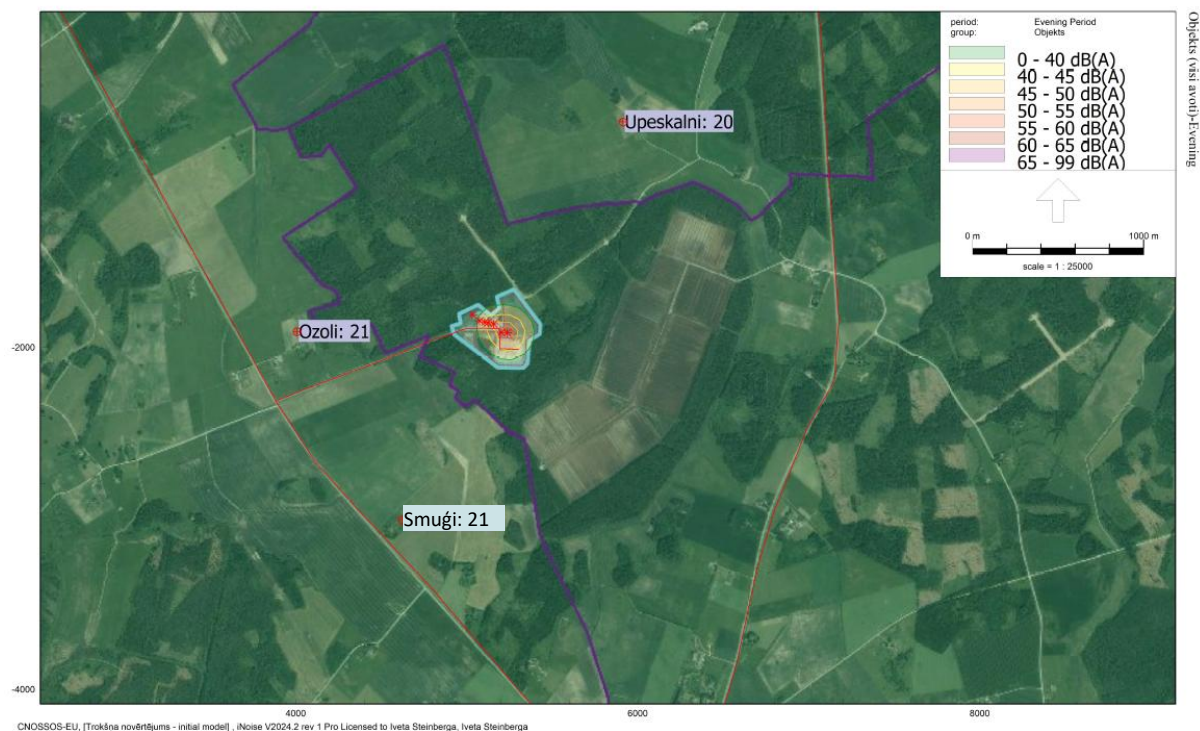 period: Evening Period
group: Objekts
0 - 40 dB(A)
40 - 45 dB(A)
45 - 50 dB(A)
50 - 55 dB(A)
55 - 60 dB(A)
60 - 65 dB(A)
65 - 99 dB(A)
0 m 1000 m
scale = 1 : 25000
Objekts (visi avoti)-Evening
Upeskalni: 20
Ozoli: 21
Smuģi: 21
-2000
-4000
4000 6000 8000
CNOSSOS-EU, [Trokšņa novērtējums - initial model] , iNoise V2024.2 rev 1 Pro Licensed to Iveta Steinberga, Iveta Steinberga